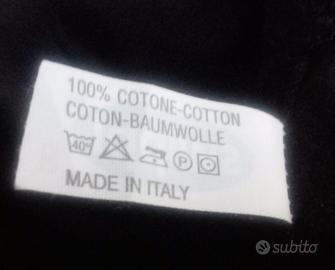 100% COTONE-COTTON
COTON-BAUMWOLLE
40° P
MADE IN ITALY
subito